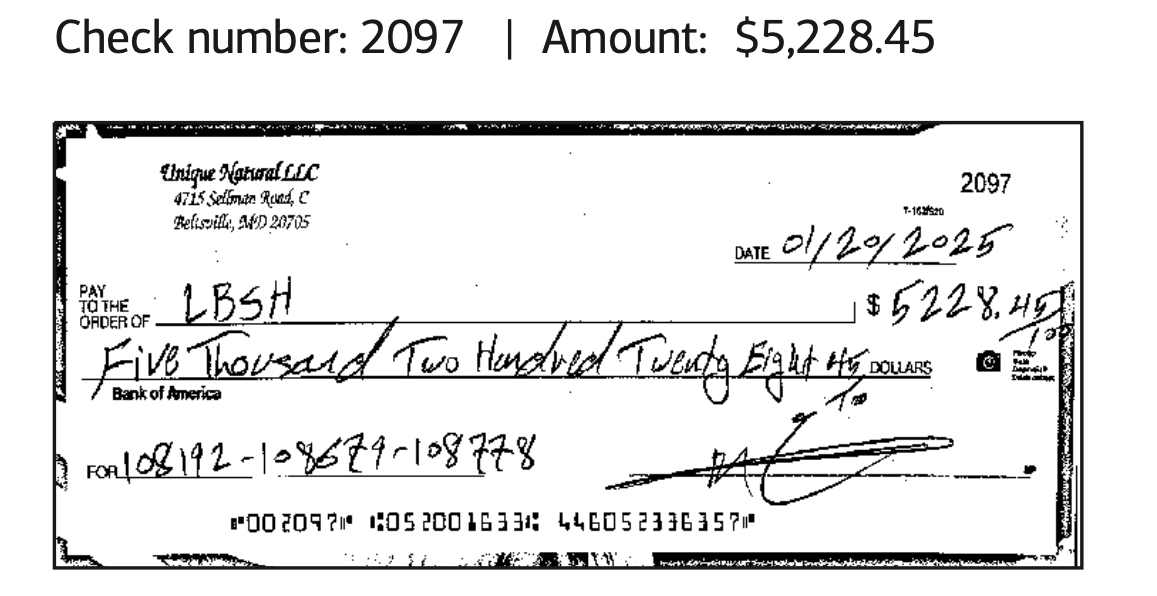 Check number: 2097 | Amount: $5,228.45
Unique Natural LLC
4715 Sellman Road, C
Beltsville, MD 20705
2097
7-163/520
DATE 01/20/2025
PAY
TO THE
ORDER OF LBSH $ 5228.45/100
Five Thousand Two Hundred Twenty Eight 45/100 DOLLARS
Bank of America
FOR 108192-108679-108778
⑈002097⑈ ⑆052001633⑆ 446052336357⑈